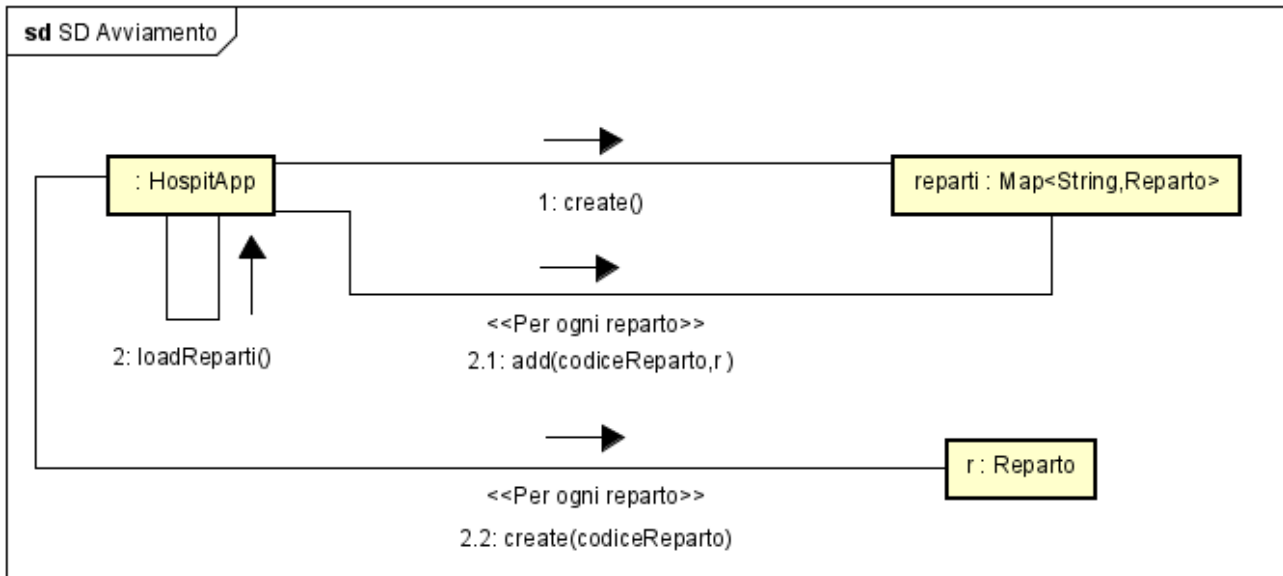 sd SD Avviamento
: HospitApp
reparti : Map<String,Reparto>
1: create()
<<Per ogni reparto>>
2: loadReparti()
2.1: add(codiceReparto,r )
r : Reparto
<<Per ogni reparto>>
2.2: create(codiceReparto)